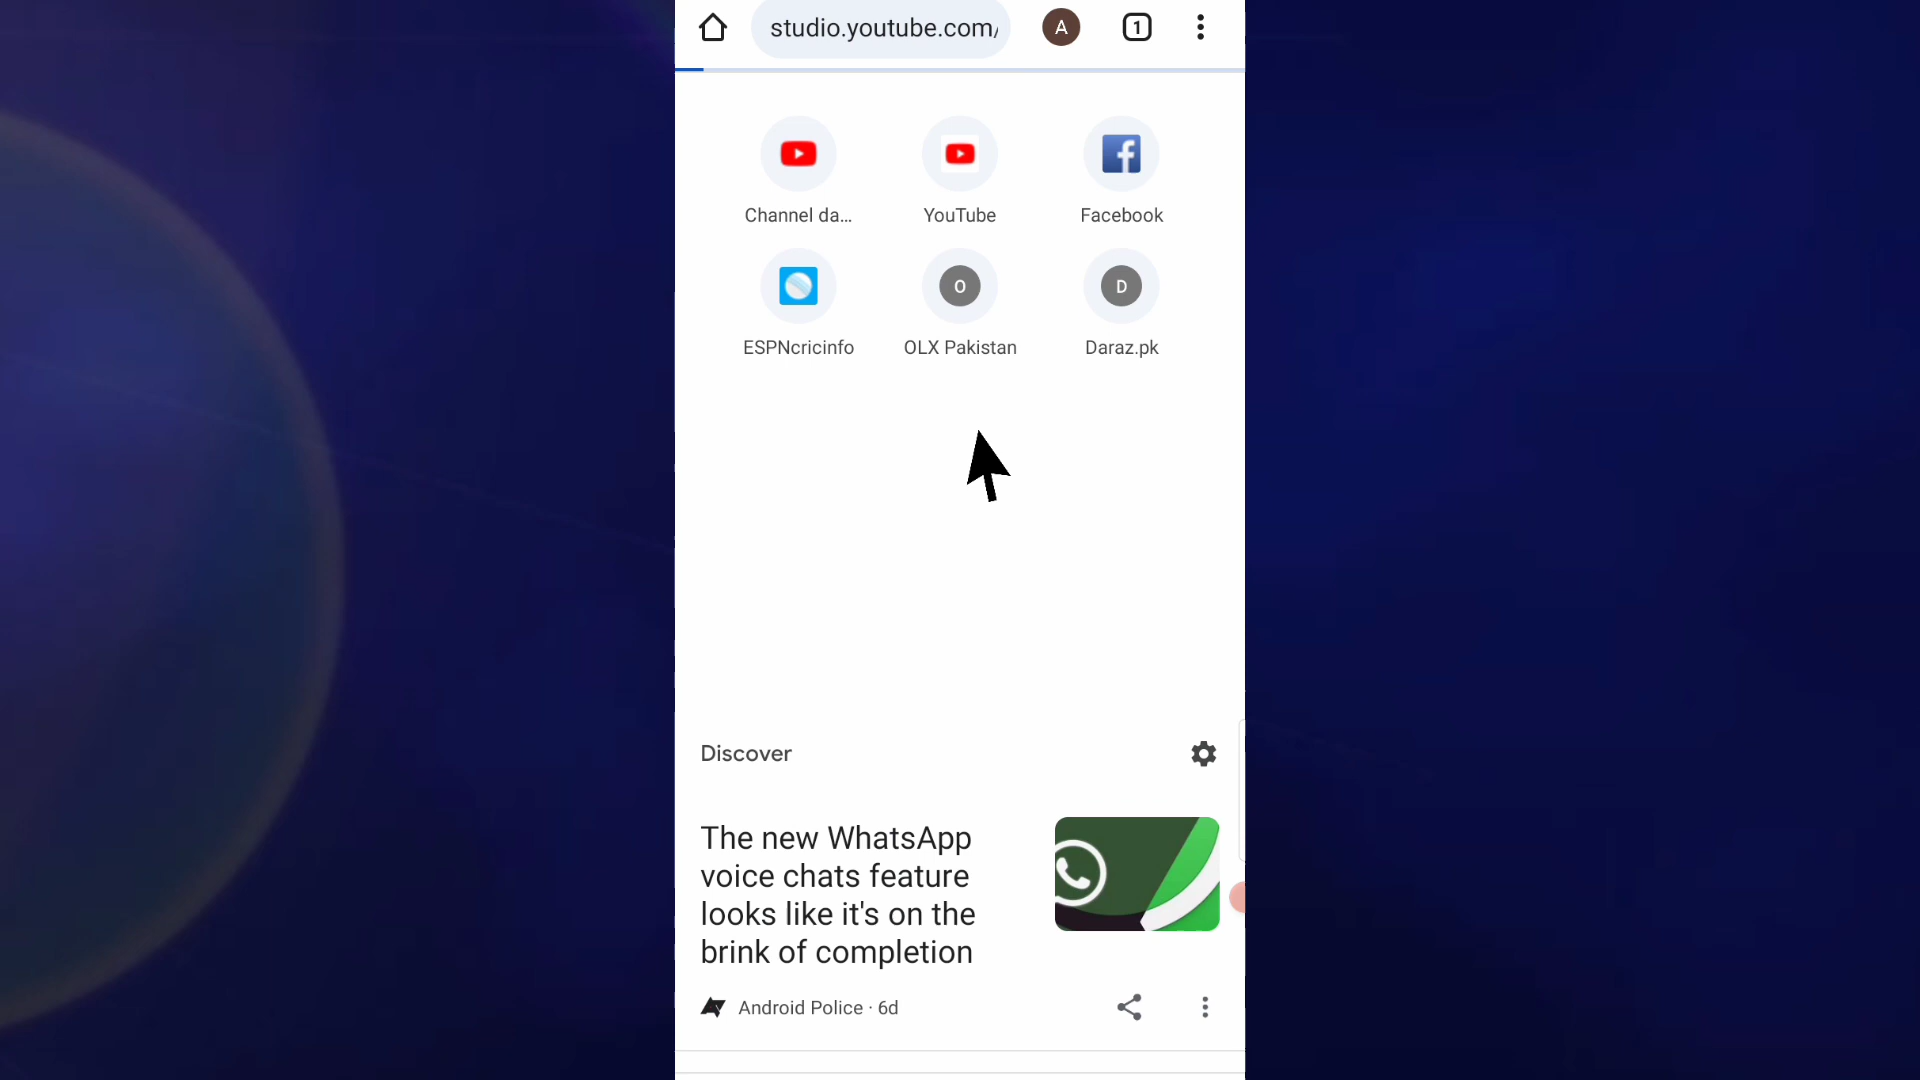 studio.youtube.com/
A
1
Channel da...
YouTube
Facebook
ESPNcricinfo
O
OLX Pakistan
D
Daraz.pk
Discover
The new WhatsApp
voice chats feature
looks like it's on the
brink of completion
Android Police · 6d